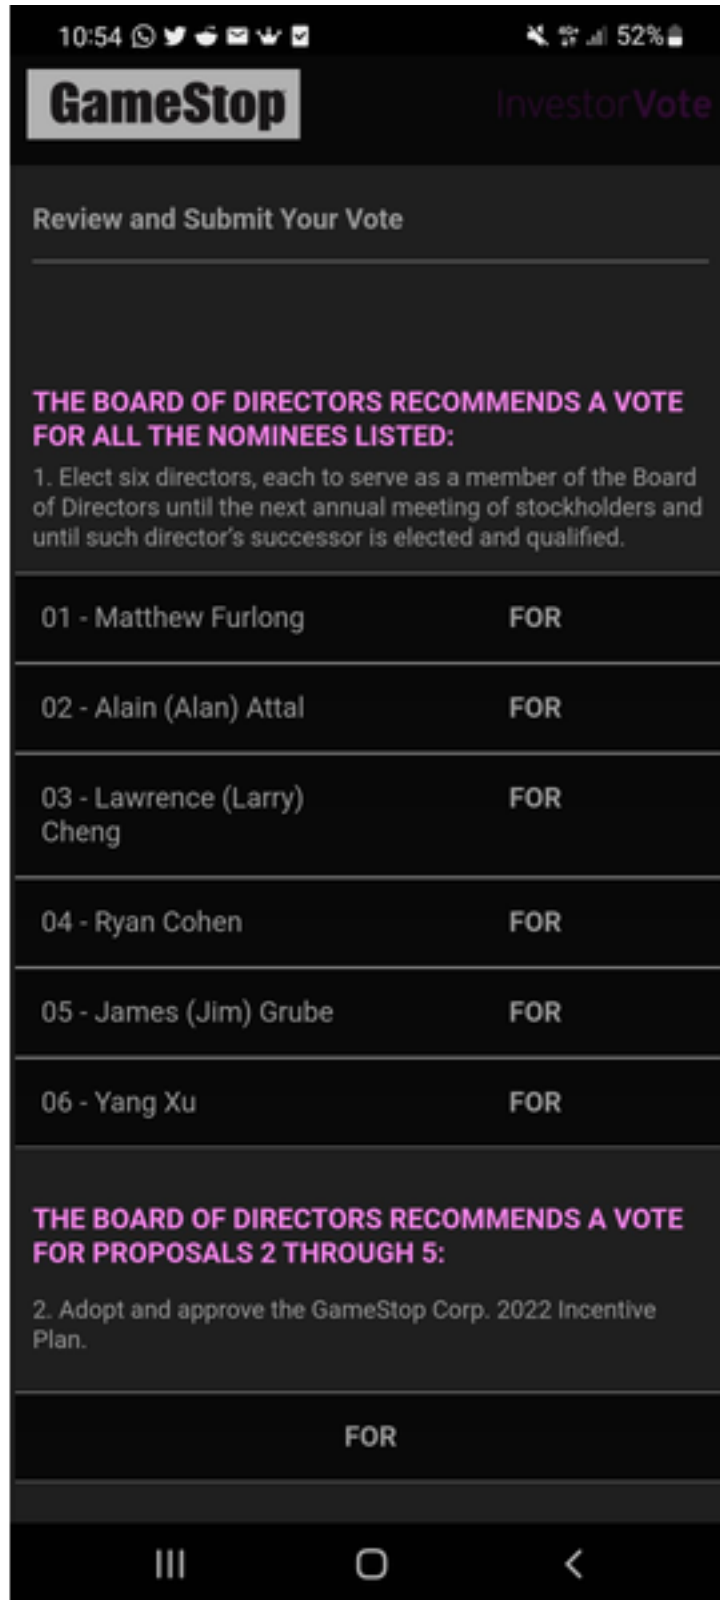 10:54
52%
GameStop
InvestorVote
Review and Submit Your Vote
THE BOARD OF DIRECTORS RECOMMENDS A VOTE
FOR ALL THE NOMINEES LISTED:
1. Elect six directors, each to serve as a member of the Board
of Directors until the next annual meeting of stockholders and
until such director's successor is elected and qualified.
01 - Matthew Furlong FOR
02 - Alain (Alan) Attal FOR
03 - Lawrence (Larry) FOR
Cheng
04 - Ryan Cohen FOR
05 - James (Jim) Grube FOR
06 - Yang Xu FOR
THE BOARD OF DIRECTORS RECOMMENDS A VOTE
FOR PROPOSALS 2 THROUGH 5:
2. Adopt and approve the GameStop Corp. 2022 Incentive
Plan.
FOR